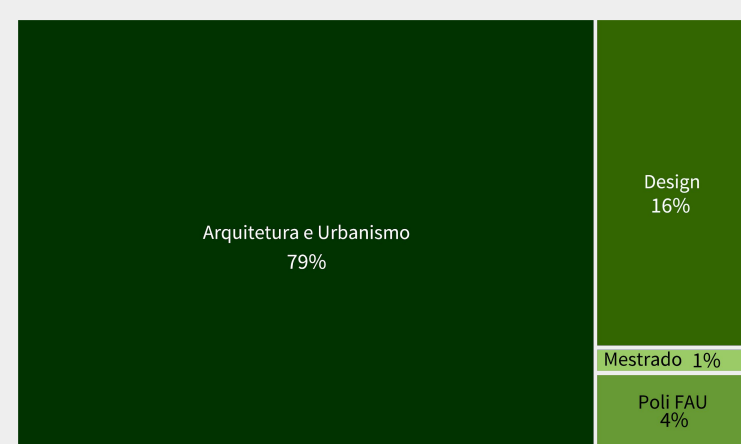 Arquitetura e Urbanismo
79%
Design
16%
Mestrado 1%
Poli FAU
4%